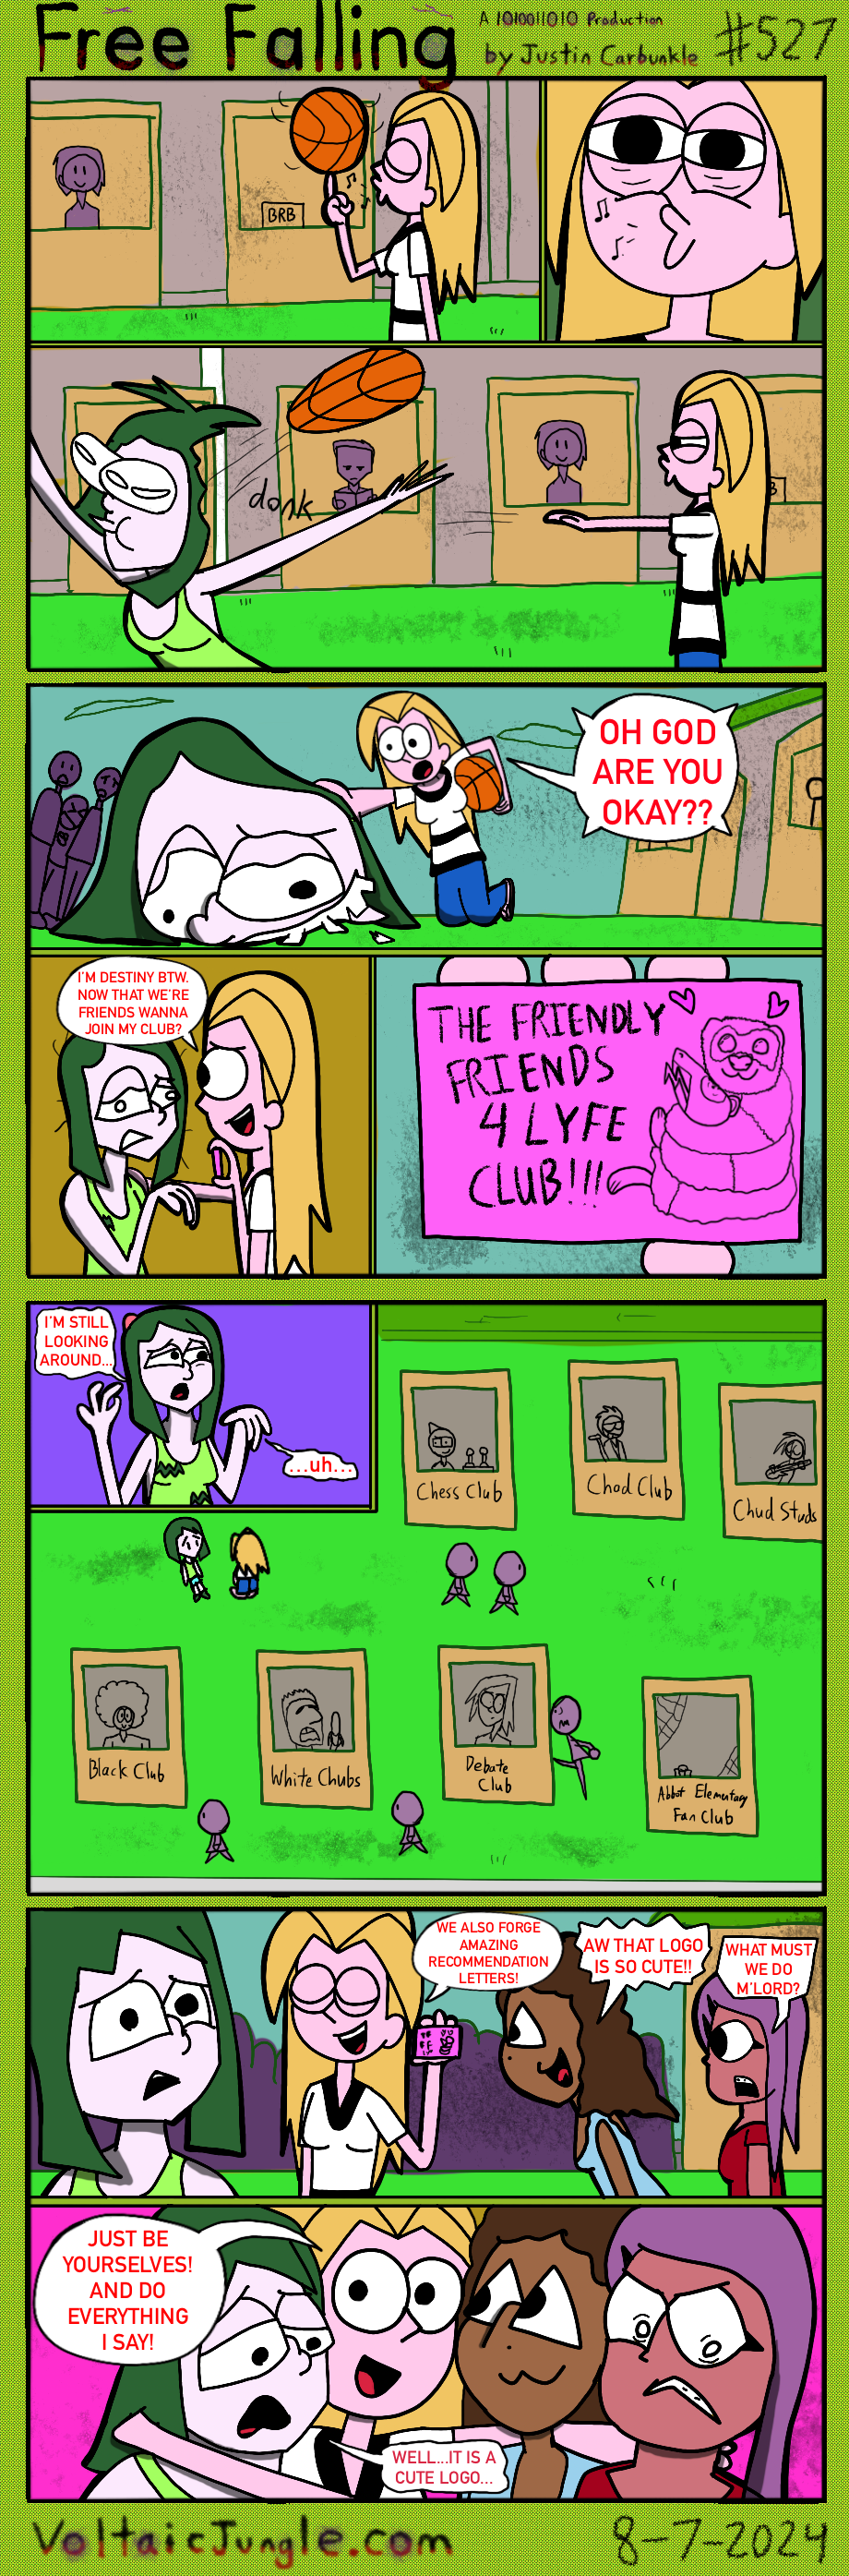 Free Falling
A 1010011010 Production
by Justin Carbunkle
#527
BRB
donk
OH GOD
ARE YOU
OKAY??
I'M DESTINY BTW.
NOW THAT WE'RE
FRIENDS WANNA
JOIN MY CLUB?
THE FRIENDLY
FRIENDS
4 LYFE
CLUB!!!
I'M STILL
LOOKING
AROUND...
...uh...
Chess Club
Chad Club
Chud Studs
Black Club
White Chubs
Debate
Club
Abbot Elementary
Fan Club
WE ALSO FORGE
AMAZING
RECOMMENDATION
LETTERS!
AW THAT LOGO
IS SO CUTE!!
WHAT MUST
WE DO
M'LORD?
JUST BE
YOURSELVES!
AND DO
EVERYTHING
I SAY!
WELL...IT IS A
CUTE LOGO...
VoltaicJungle.com
8-7-2024